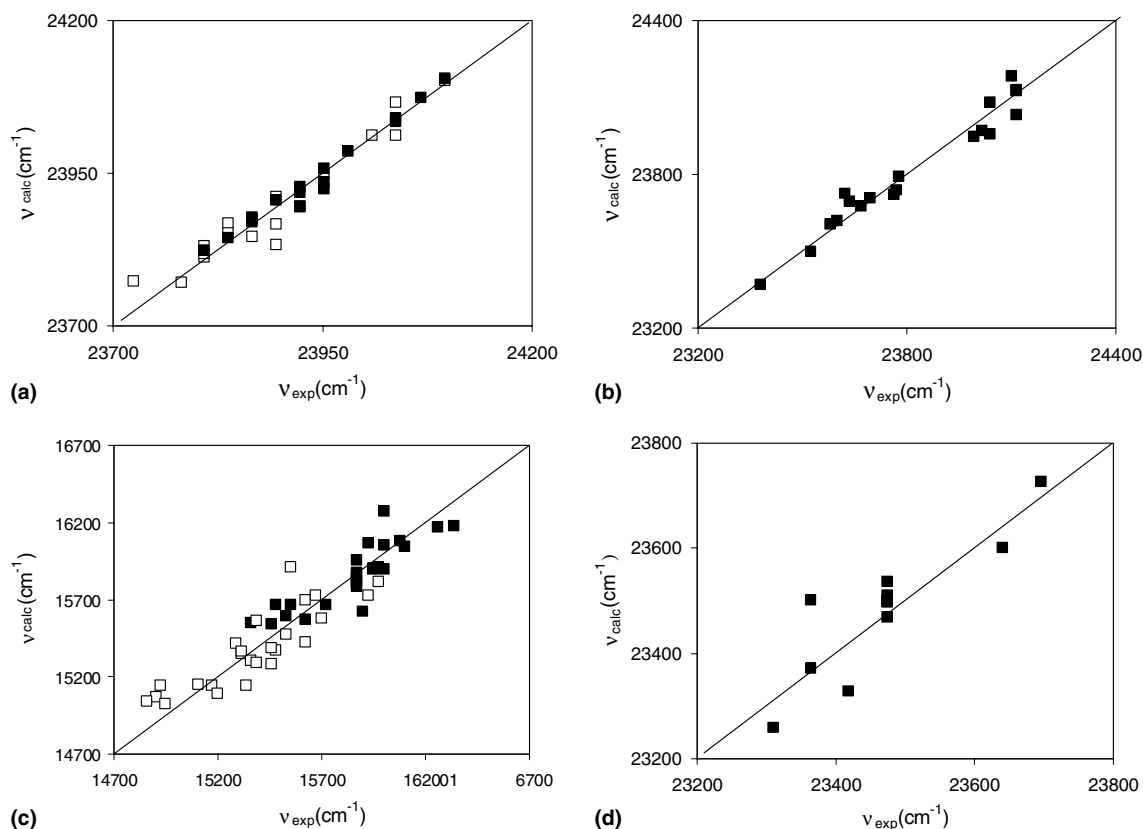 24200
ν calc(cm-1)
23950
23700
23700 23950 24200
(a) νexp(cm-1)
24400
ν calc(cm-1)
23800
23200
23200 23800 24400
(b) νexp(cm-1)
16700
16200
νcalc(cm-1)
15700
15200
14700
14700 15200 15700 162001 6700
(c) νexp(cm-1)
23800
23600
νcalc(cm-1)
23400
23200
23200 23400 23600 23800
(d) νexp(cm-1)